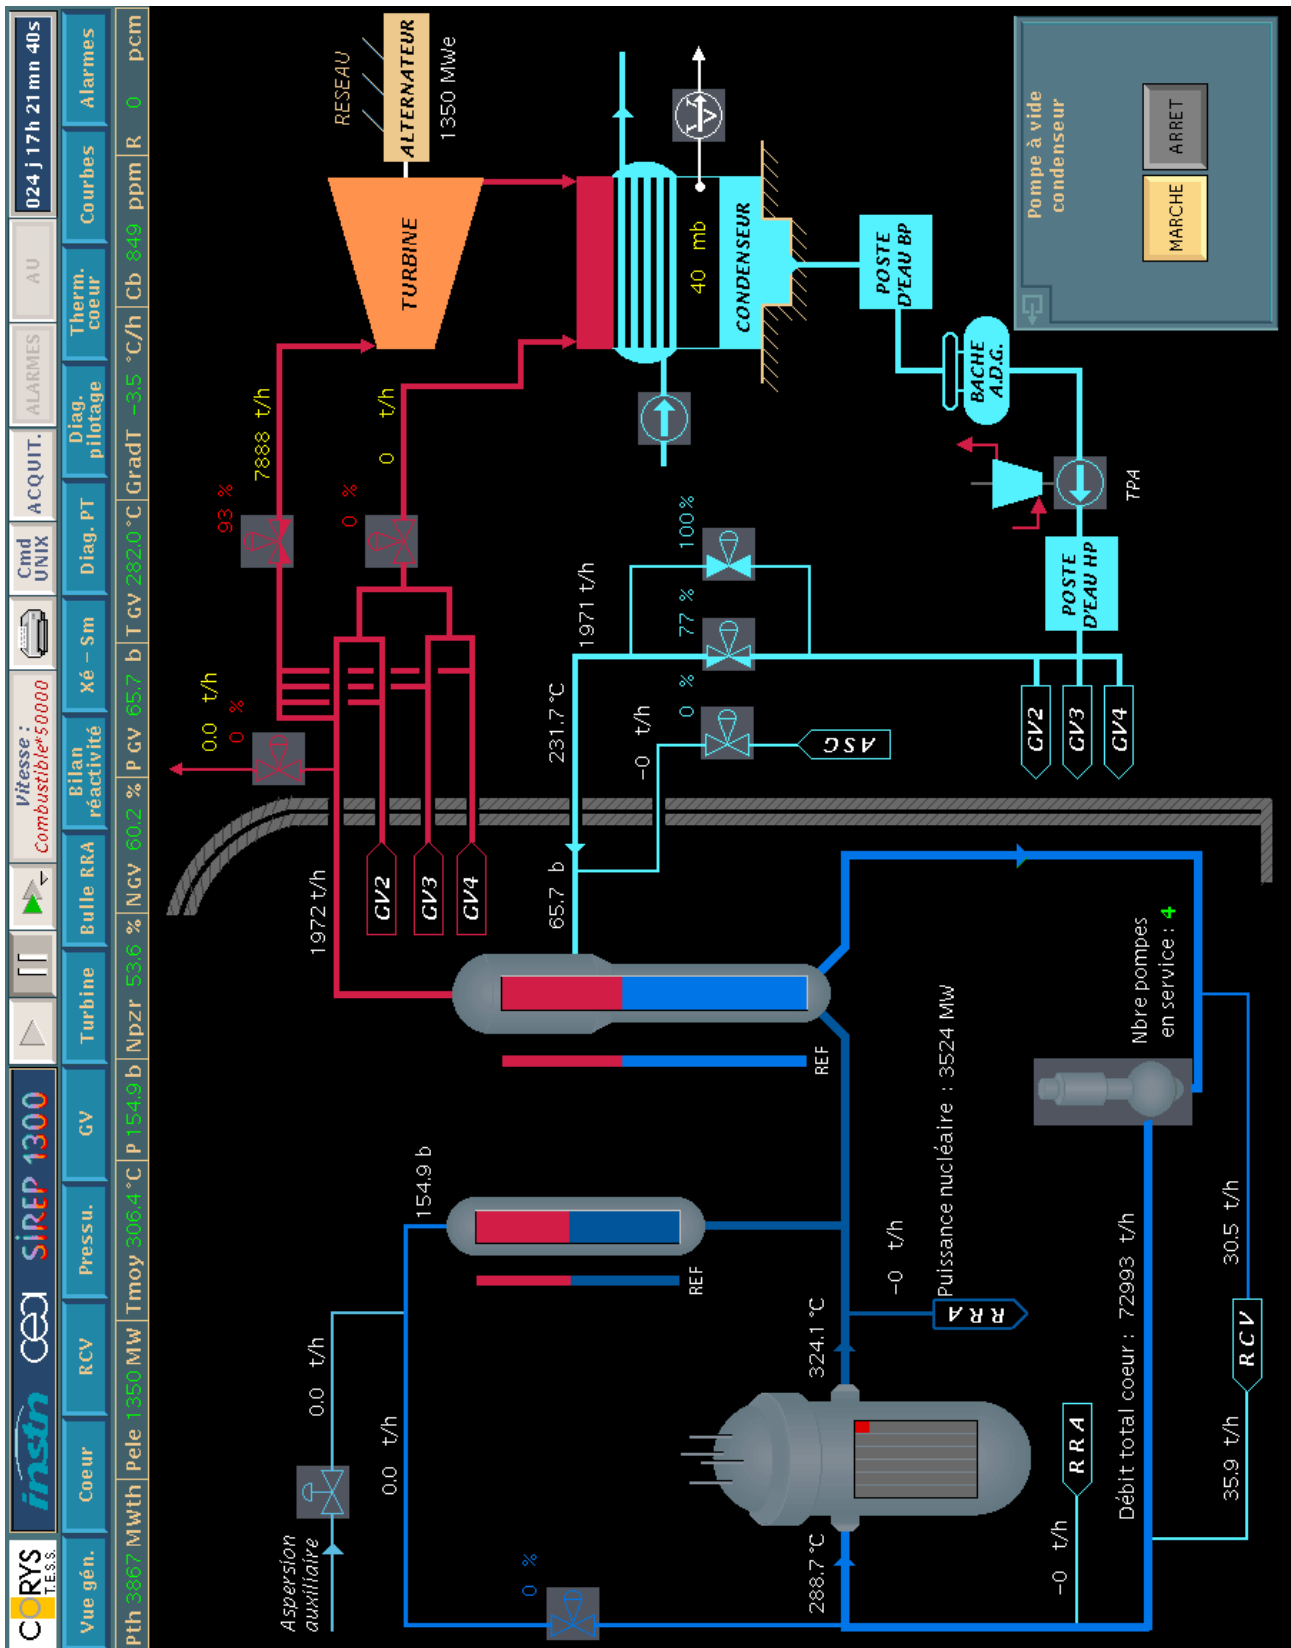 CORYS
T.E.S.S.
instn cea SIREP 1300
Vitesse :
Combustible*50000
Cmd
UNIX
ACQUIT.
ALARMES
AU
024 j 17h 21mn 40s
Vue gén.
Coeur
RCV
Pressu.
GV
Turbine
Bulle RRA
Bilan
réactivité
Xé - Sm
Diag. PT
Diag.
pilotage
Therm.
coeur
Courbes
Alarmes
Pth 3867 MWth Pele 1350 MW Tmoy 306.4 °C P 154.9 b Npzr 53.6 % NGV 60.2 % P GV 65.7 b T GV 282.0 °C GradT -3.5 °C/h Cb 849 ppm R 0 pcm
Aspersion
auxiliaire
0.0 t/h
0.0 t/h
0 %
154.9 b
REF
288.7 °C
324.1 °C
-0 t/h
RRA
Puissance nucléaire : 3524 MW
-0 t/h
RRA
Débit total coeur : 72993 t/h
35.9 t/h
RCV
30.5 t/h
Nbre pompes
en service : 4
REF
1972 t/h
65.7 b
GV2
GV3
GV4
0.0 t/h
0 %
231.7 °C
-0 t/h
0 %
ASG
77 %
100%
1971 t/h
GV2
GV3
GV4
93 %
7888 t/h
0 %
0 t/h
TURBINE
ALTERNATEUR
RESEAU
1350 MWe
40 mb
CONDENSEUR
V
POSTE
D'EAU BP
BACHE
A.D.G.
TPA
POSTE
D'EAU HP
Pompe à vide
condenseur
MARCHE
ARRET